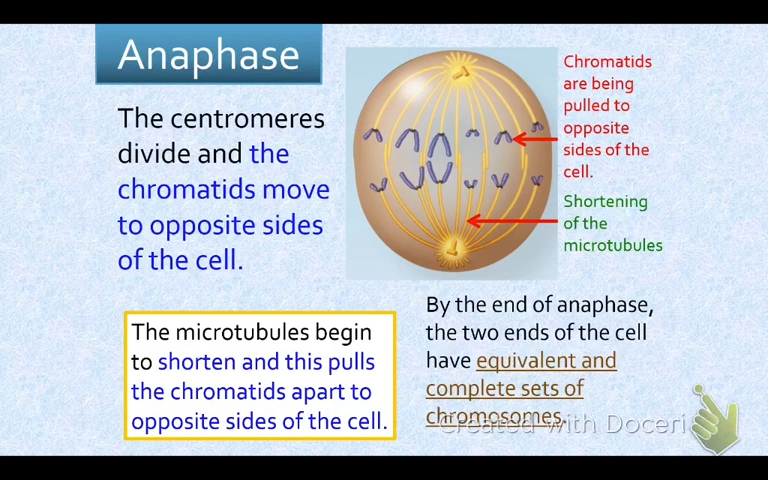 Anaphase
The centromeres
divide and the
chromatids move
to opposite sides
of the cell.
Chromatids
are being
pulled to
opposite
sides of the
cell.
Shortening
of the
microtubules
The microtubules begin
to shorten and this pulls
the chromatids apart to
opposite sides of the cell.
By the end of anaphase,
the two ends of the cell
have equivalent and
complete sets of
chromosomes.
Created with Doceri